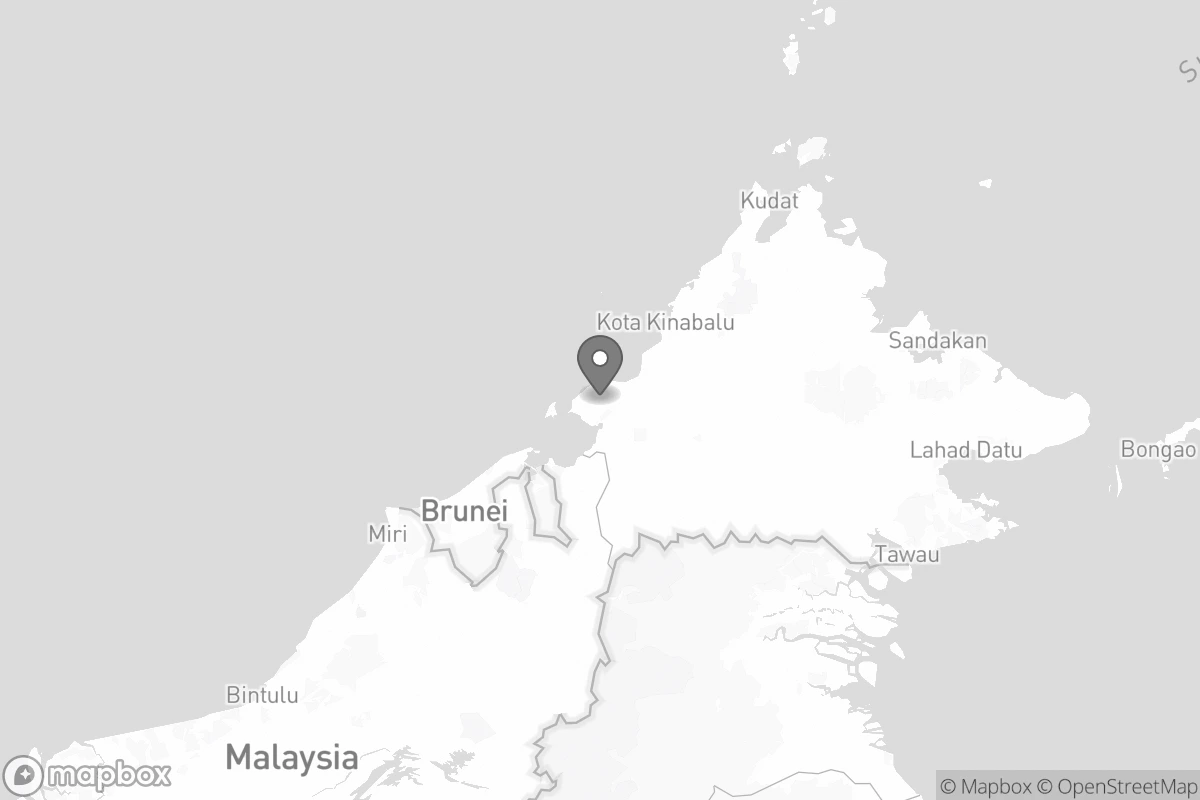 Kudat
Kota Kinabalu
Sandakan
Lahad Datu
Bongao
Brunei
Miri
Tawau
Bintulu
Malaysia
mapbox
© Mapbox © OpenStreetMap